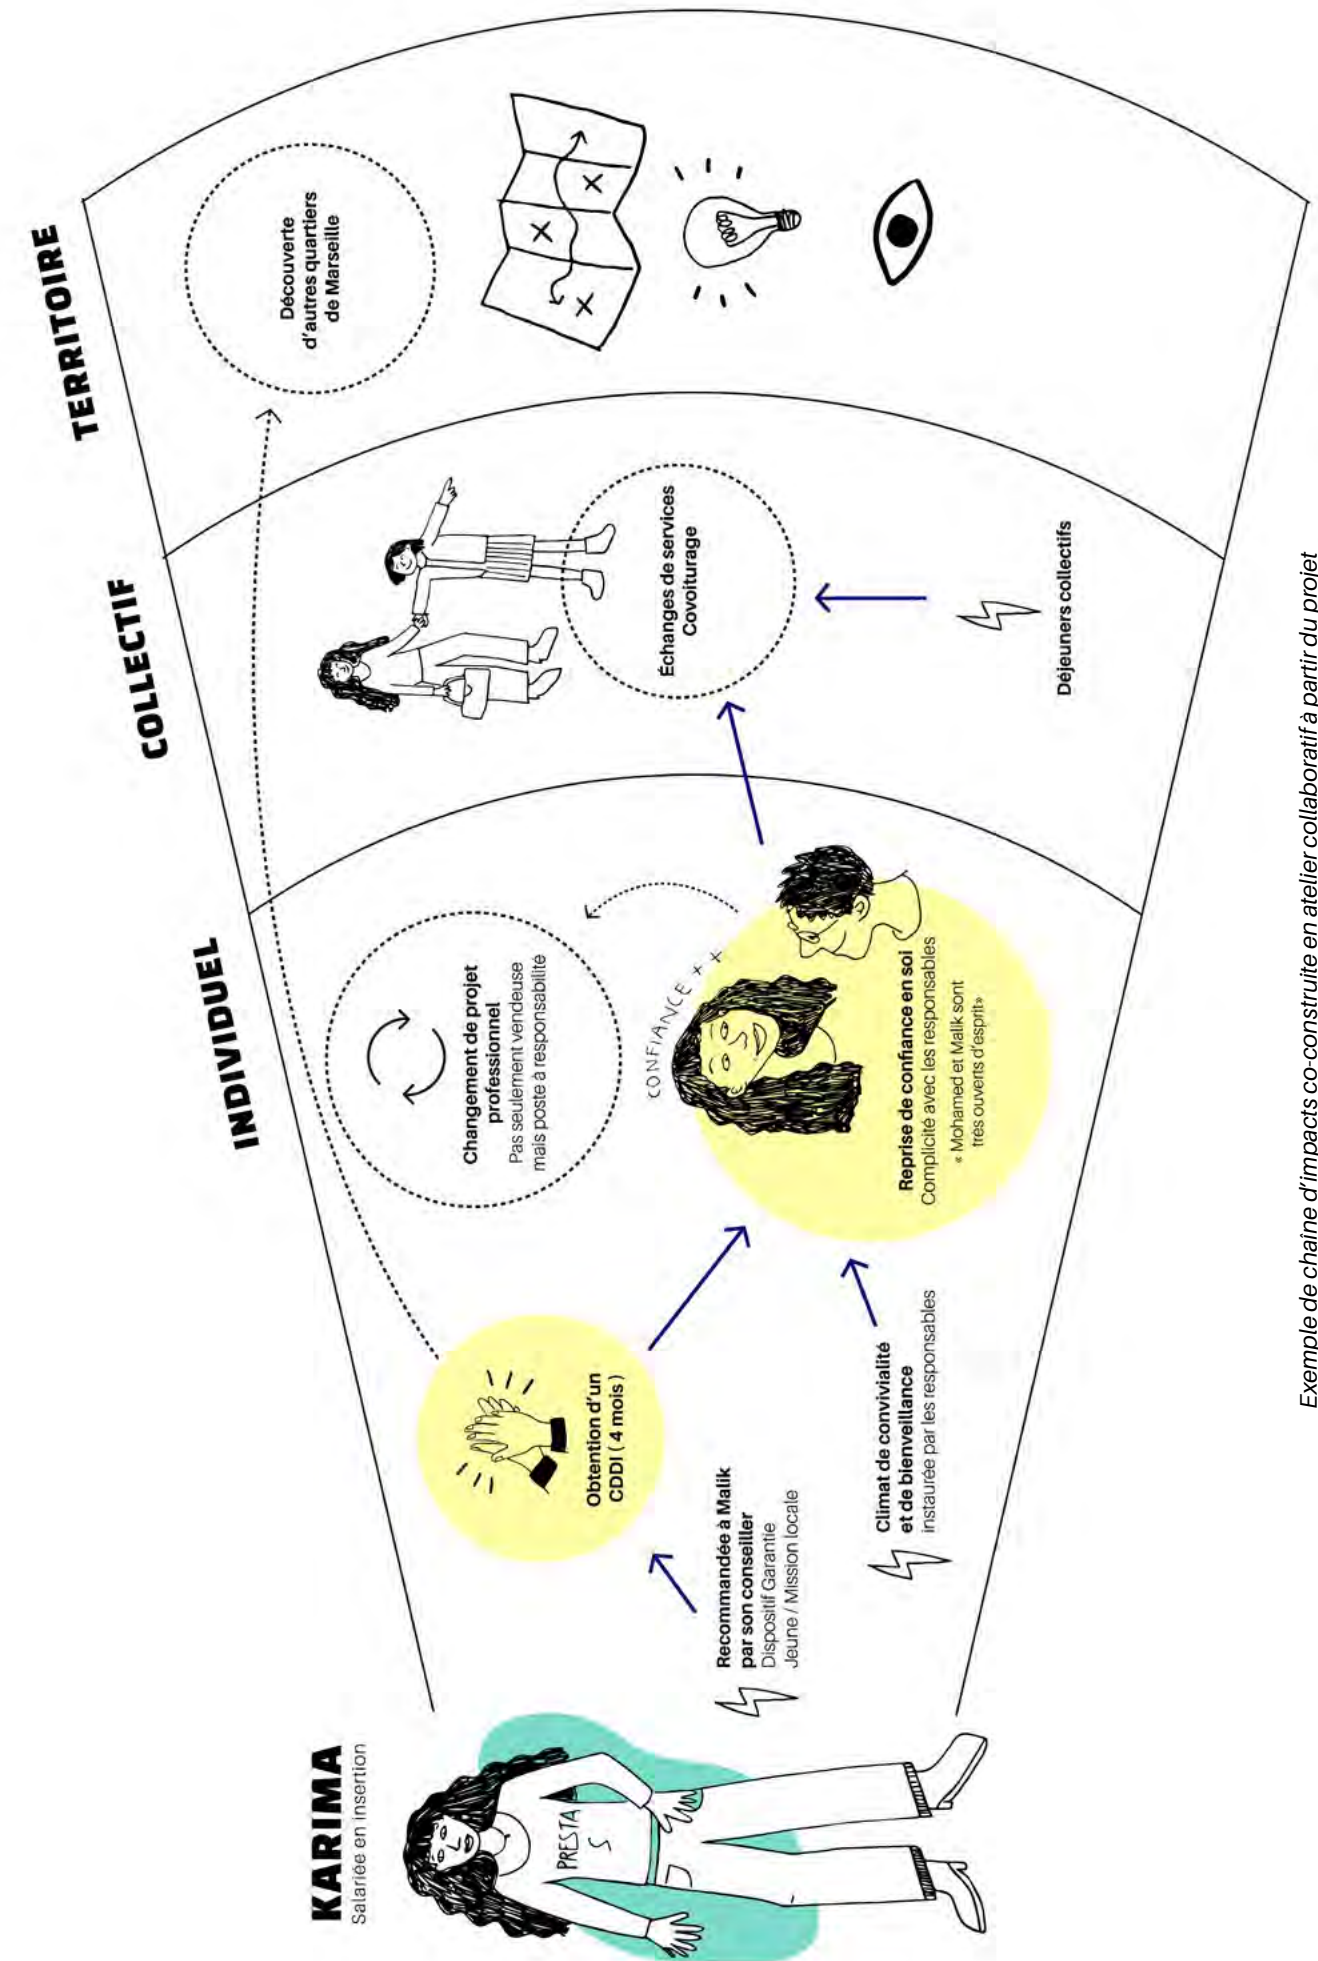 KARIMA
Salariée en insertion
PRESTA
S
INDIVIDUEL
COLLECTIF
TERRITOIRE
Recommandée à Malik
par son conseiller
Dispositif Garantie
Jeune / Mission locale
Obtention d'un
CDDI ( 4 mois )
Climat de convivialité
et de bienveillance
instaurée par les responsables
Changement de projet
professionnel
Pas seulement vendeuse
mais poste à responsabilité
CONFIANCE ++
Reprise de confiance en soi
Complicité avec les responsables
« Mohamed et Malik sont
très ouverts d'esprit»
Échanges de services
Covoiturage
Déjeuners collectifs
Découverte
d'autres quartiers
de Marseille
Exemple de chaine d'impacts co-construite en atelier collaboratif à partir du projet